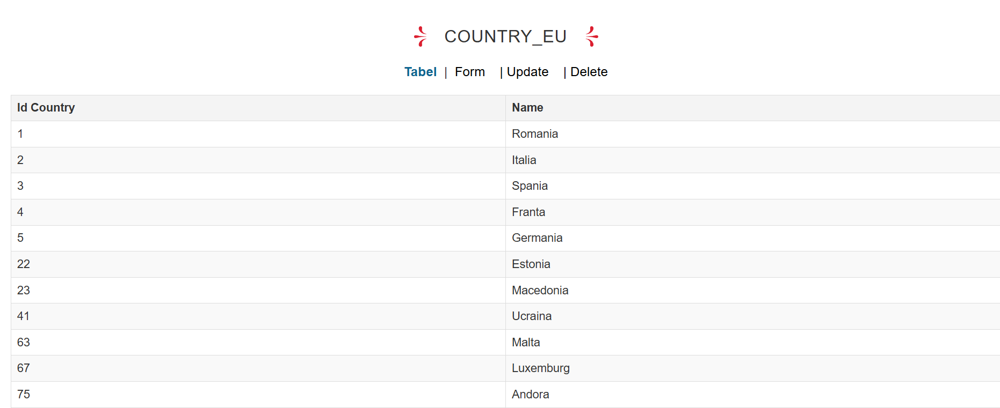 COUNTRY_EU
Tabel | Form | Update | Delete
Id Country Name
1 Romania
2 Italia
3 Spania
4 Franta
5 Germania
22 Estonia
23 Macedonia
41 Ucraina
63 Malta
67 Luxemburg
75 Andora